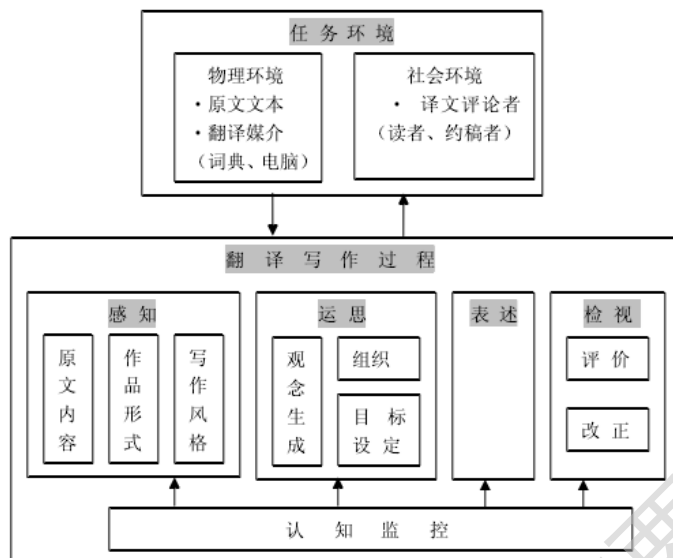 任务环境
物理环境
·原文文本
·翻译媒介
(词典、电脑)
社会环境
· 译文评论者
(读者、约稿者)
翻译写作过程
感知
原文内容
作品形式
写作风格
运思
观念生成
组织
目标
设定
表述
检视
评价
改正
认知监控
要